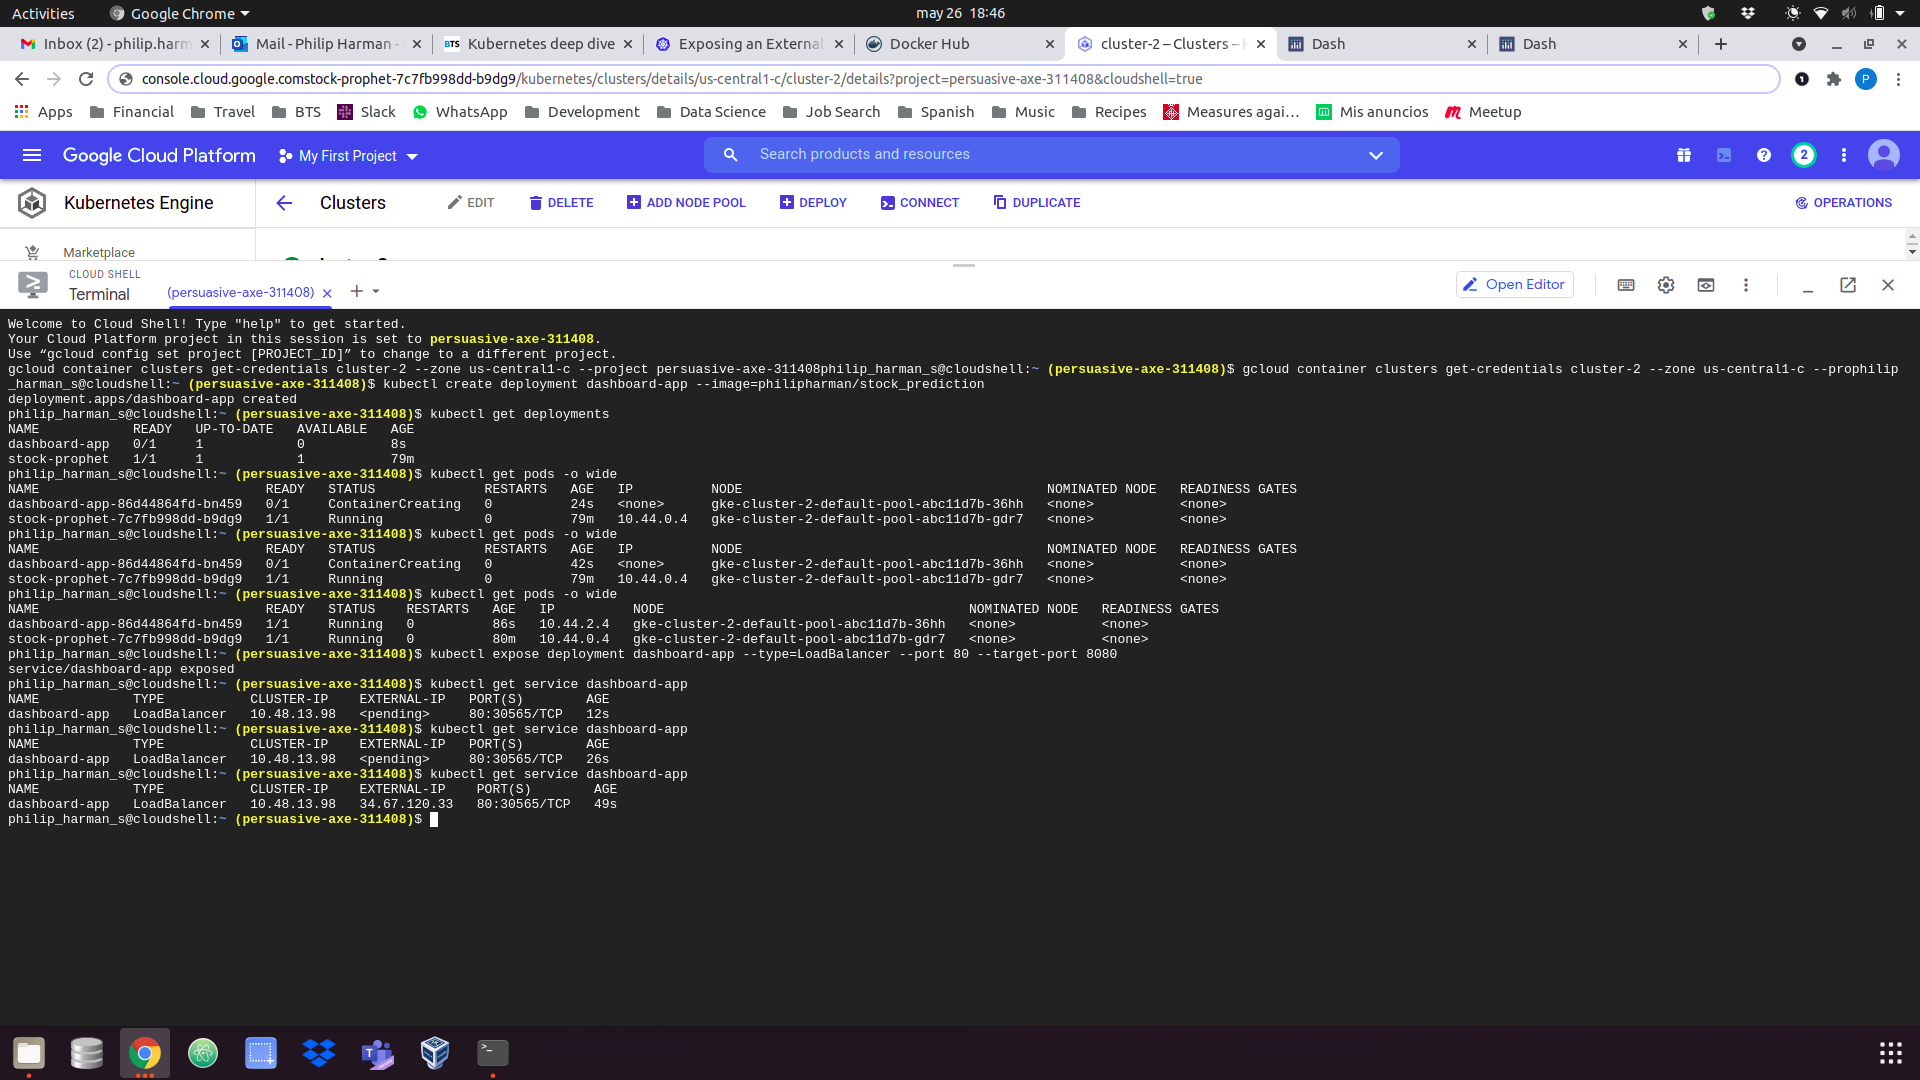 Activities
Google Chrome
may 26 18:46
Inbox (2) - philip.harm
Mail - Philip Harman -
BTS
Kubernetes deep dive
Exposing an External
Docker Hub
cluster-2 – Clusters –
Dash
Dash
console.cloud.google.comstock-prophet-7c7fb998dd-b9dg9/kubernetes/clusters/details/us-central1-c/cluster-2/details?project=persuasive-axe-311408&cloudshell=true
P
Apps
Financial
Travel
BTS
Slack
WhatsApp
Development
Data Science
Job Search
Spanish
Music
Recipes
Measures agai…
Mis anuncios
Meetup
Google Cloud Platform
My First Project
Search products and resources
2
Kubernetes Engine
Clusters
EDIT
DELETE
ADD NODE POOL
DEPLOY
CONNECT
DUPLICATE
OPERATIONS
Marketplace
CLOUD SHELL
Terminal
(persuasive-axe-311408)
Open Editor
Welcome to Cloud Shell! Type "help" to get started.
Your Cloud Platform project in this session is set to persuasive-axe-311408.
Use “gcloud config set project [PROJECT_ID]” to change to a different project.
gcloud container clusters get-credentials cluster-2 --zone us-central1-c --project persuasive-axe-311408philip_harman_s@cloudshell:~ (persuasive-axe-311408)$ gcloud container clusters get-credentials cluster-2 --zone us-central1-c --prophilip
_harman_s@cloudshell:~ (persuasive-axe-311408)$ kubectl create deployment dashboard-app --image=philipharman/stock_prediction
deployment.apps/dashboard-app created
philip_harman_s@cloudshell:~ (persuasive-axe-311408)$ kubectl get deployments
NAME READY UP-TO-DATE AVAILABLE AGE
dashboard-app 0/1 1 0 8s
stock-prophet 1/1 1 1 79m
philip_harman_s@cloudshell:~ (persuasive-axe-311408)$ kubectl get pods -o wide
NAME READY STATUS RESTARTS AGE IP NODE NOMINATED NODE READINESS GATES
dashboard-app-86d44864fd-bn459 0/1 ContainerCreating 0 24s <none> gke-cluster-2-default-pool-abc11d7b-36hh <none> <none>
stock-prophet-7c7fb998dd-b9dg9 1/1 Running 0 79m 10.44.0.4 gke-cluster-2-default-pool-abc11d7b-gdr7 <none> <none>
philip_harman_s@cloudshell:~ (persuasive-axe-311408)$ kubectl get pods -o wide
NAME READY STATUS RESTARTS AGE IP NODE NOMINATED NODE READINESS GATES
dashboard-app-86d44864fd-bn459 0/1 ContainerCreating 0 42s <none> gke-cluster-2-default-pool-abc11d7b-36hh <none> <none>
stock-prophet-7c7fb998dd-b9dg9 1/1 Running 0 79m 10.44.0.4 gke-cluster-2-default-pool-abc11d7b-gdr7 <none> <none>
philip_harman_s@cloudshell:~ (persuasive-axe-311408)$ kubectl get pods -o wide
NAME READY STATUS RESTARTS AGE IP NODE NOMINATED NODE READINESS GATES
dashboard-app-86d44864fd-bn459 1/1 Running 0 86s 10.44.2.4 gke-cluster-2-default-pool-abc11d7b-36hh <none> <none>
stock-prophet-7c7fb998dd-b9dg9 1/1 Running 0 80m 10.44.0.4 gke-cluster-2-default-pool-abc11d7b-gdr7 <none> <none>
philip_harman_s@cloudshell:~ (persuasive-axe-311408)$ kubectl expose deployment dashboard-app --type=LoadBalancer --port 80 --target-port 8080
service/dashboard-app exposed
philip_harman_s@cloudshell:~ (persuasive-axe-311408)$ kubectl get service dashboard-app
NAME TYPE CLUSTER-IP EXTERNAL-IP PORT(S) AGE
dashboard-app LoadBalancer 10.48.13.98 <pending> 80:30565/TCP 12s
philip_harman_s@cloudshell:~ (persuasive-axe-311408)$ kubectl get service dashboard-app
NAME TYPE CLUSTER-IP EXTERNAL-IP PORT(S) AGE
dashboard-app LoadBalancer 10.48.13.98 <pending> 80:30565/TCP 26s
philip_harman_s@cloudshell:~ (persuasive-axe-311408)$ kubectl get service dashboard-app
NAME TYPE CLUSTER-IP EXTERNAL-IP PORT(S) AGE
dashboard-app LoadBalancer 10.48.13.98 34.67.120.33 80:30565/TCP 49s
philip_harman_s@cloudshell:~ (persuasive-axe-311408)$